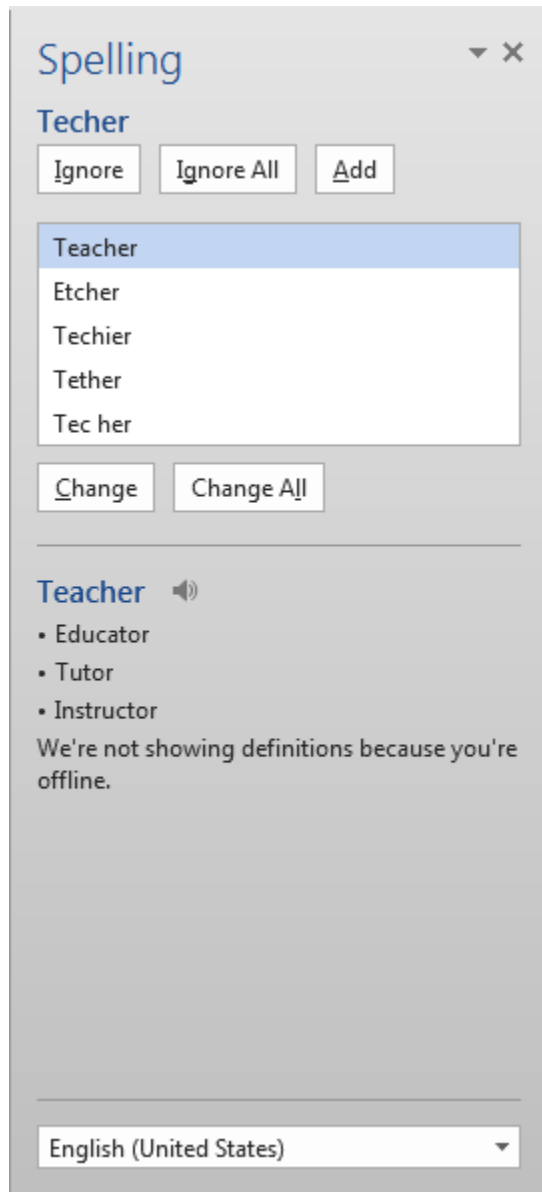 Spelling
Techer
Ignore Ignore All Add
Teacher
Etcher
Techier
Tether
Tec her
Change Change All
Teacher
• Educator
• Tutor
• Instructor
We're not showing definitions because you're
offline.
English (United States)